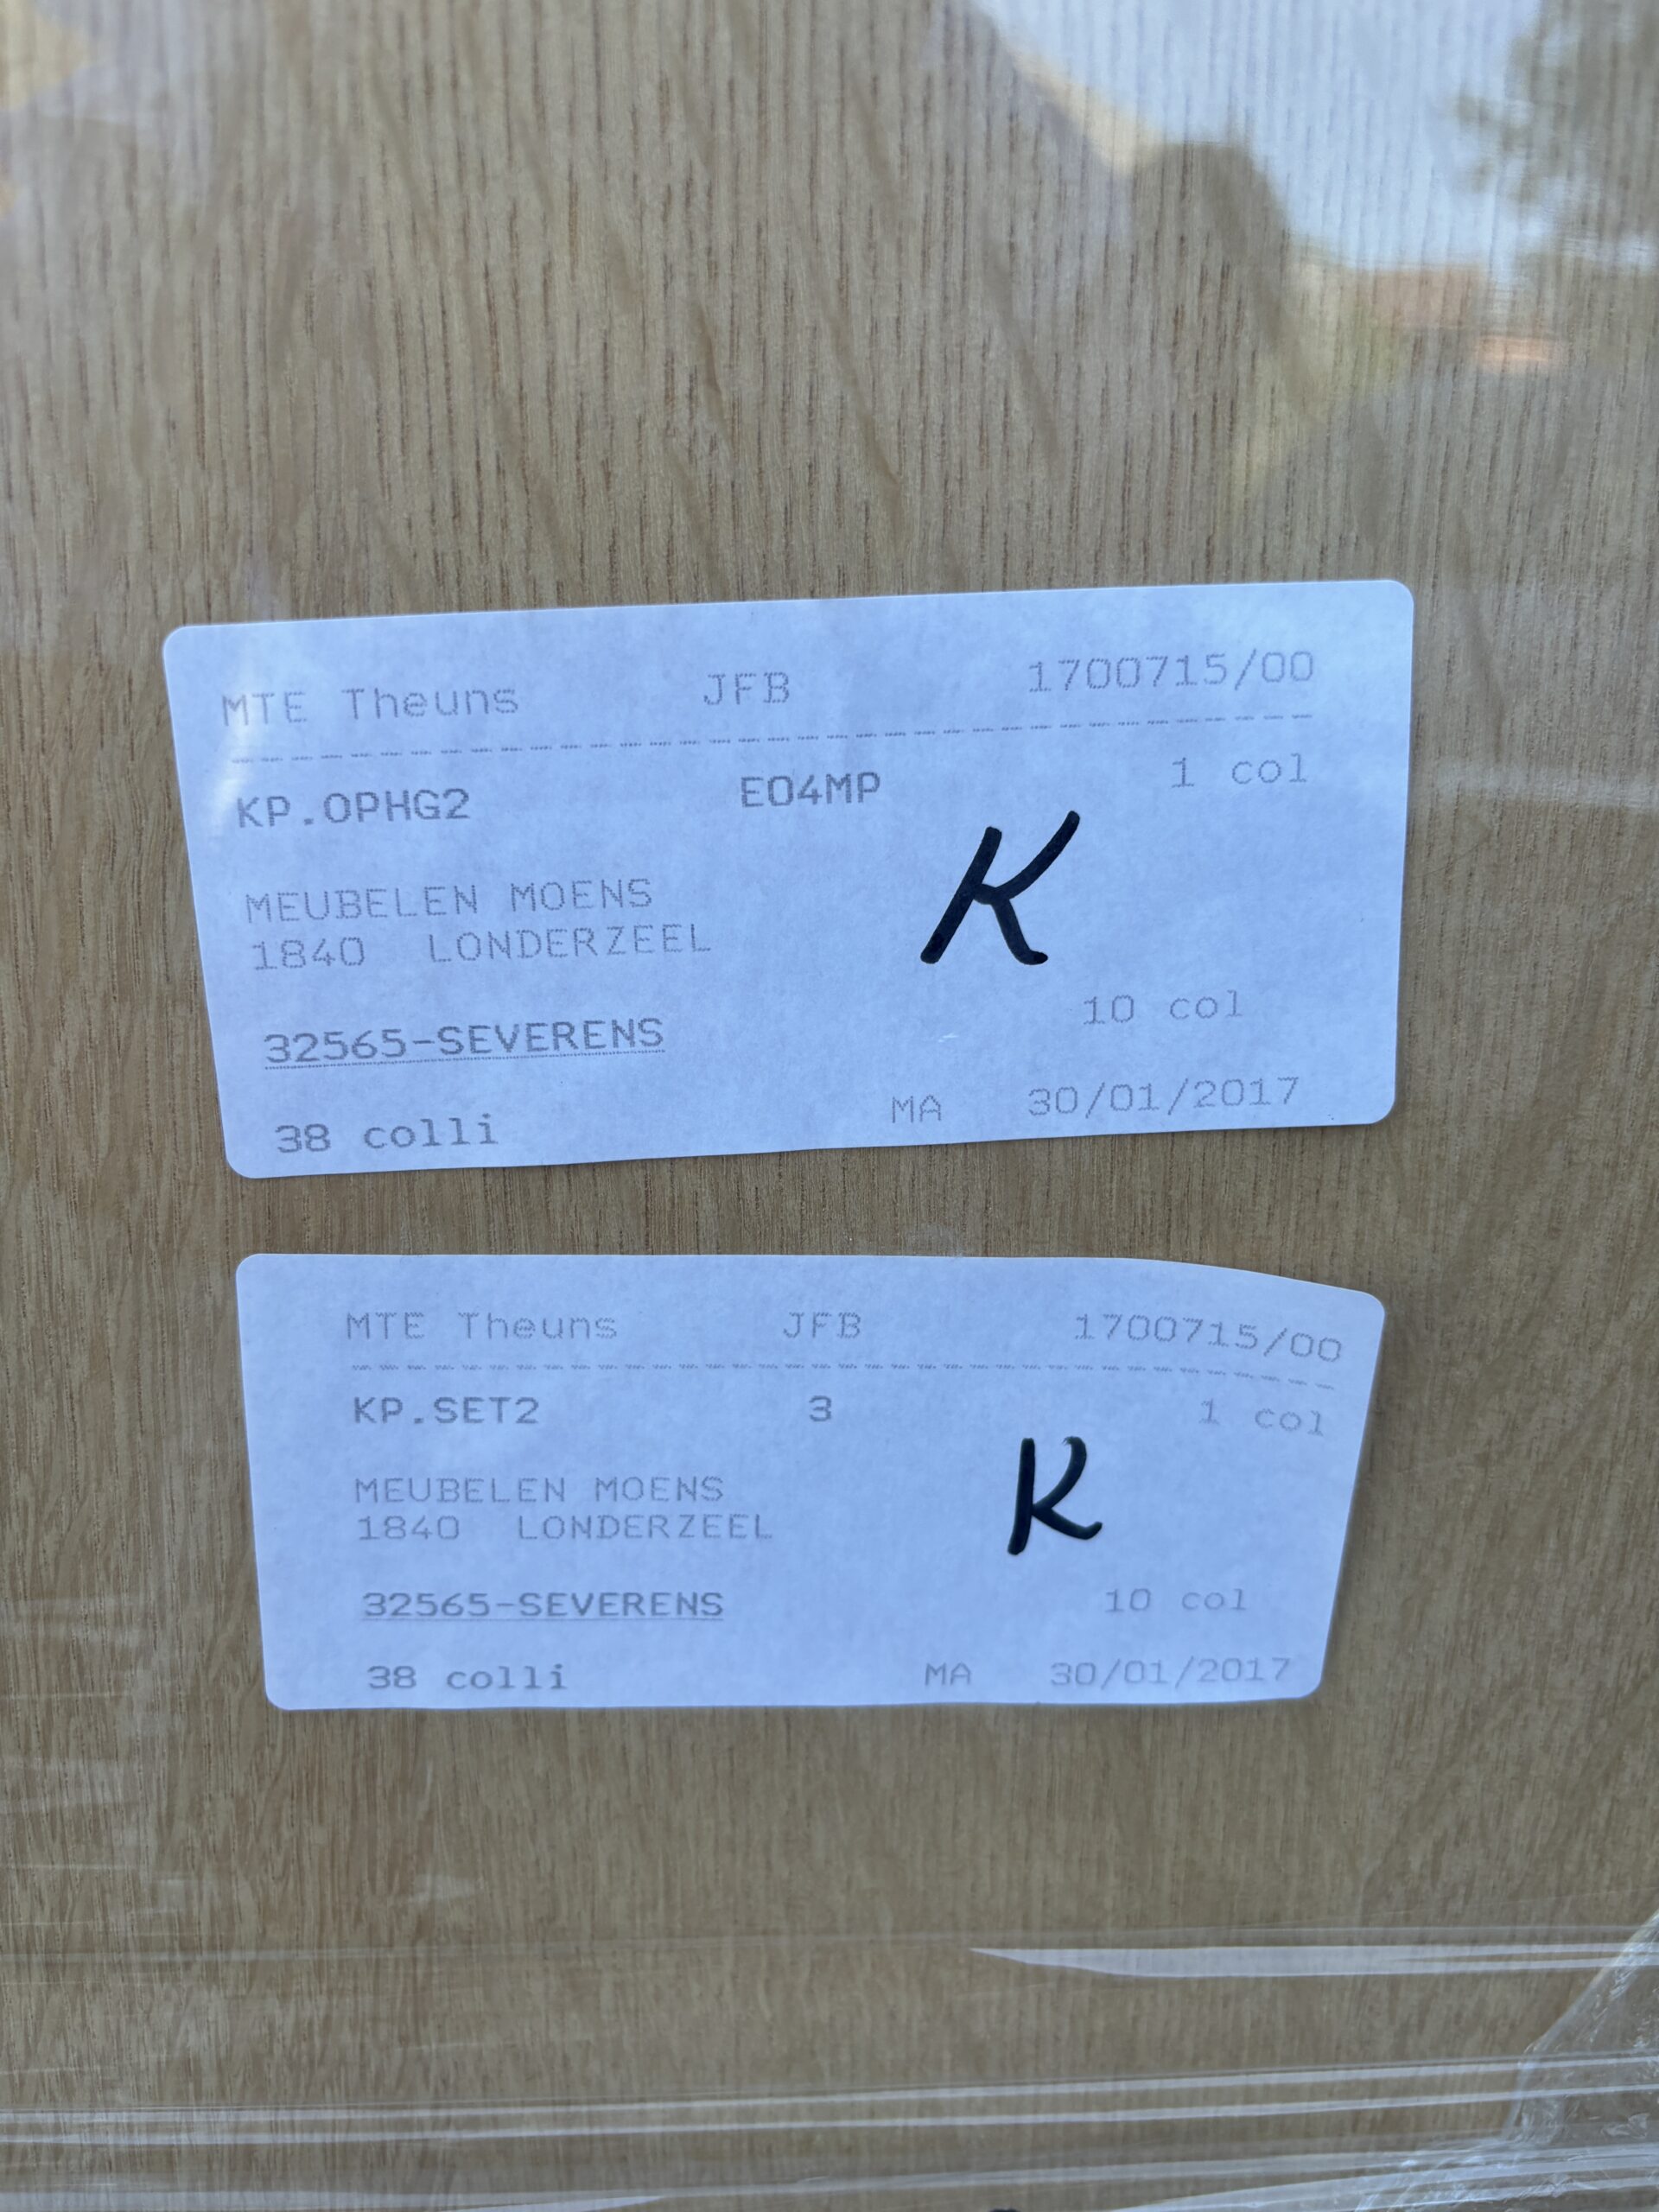 MTE Theuns JFB 1700715/00
KP.OPHG2 EO4MP 1 col
K
MEUBELEN MOENS
1840 LONDERZEEL
10 col
32565-SEVERENS
MA 30/01/2017
38 colli
MTE Theuns JFB 1700715/00
KP.SET2 3 1 col
K
MEUBELEN MOENS
1840 LONDERZEEL
32565-SEVERENS 10 col
38 colli MA 30/01/2017